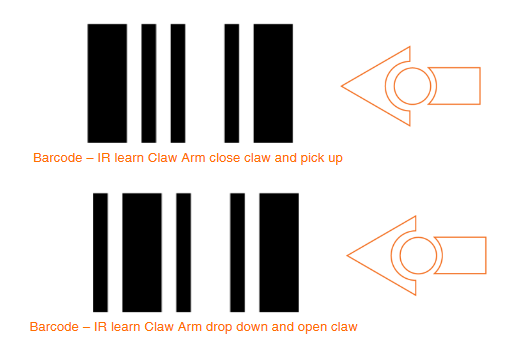 Barcode – IR learn Claw Arm close claw and pick up
Barcode – IR learn Claw Arm drop down and open claw